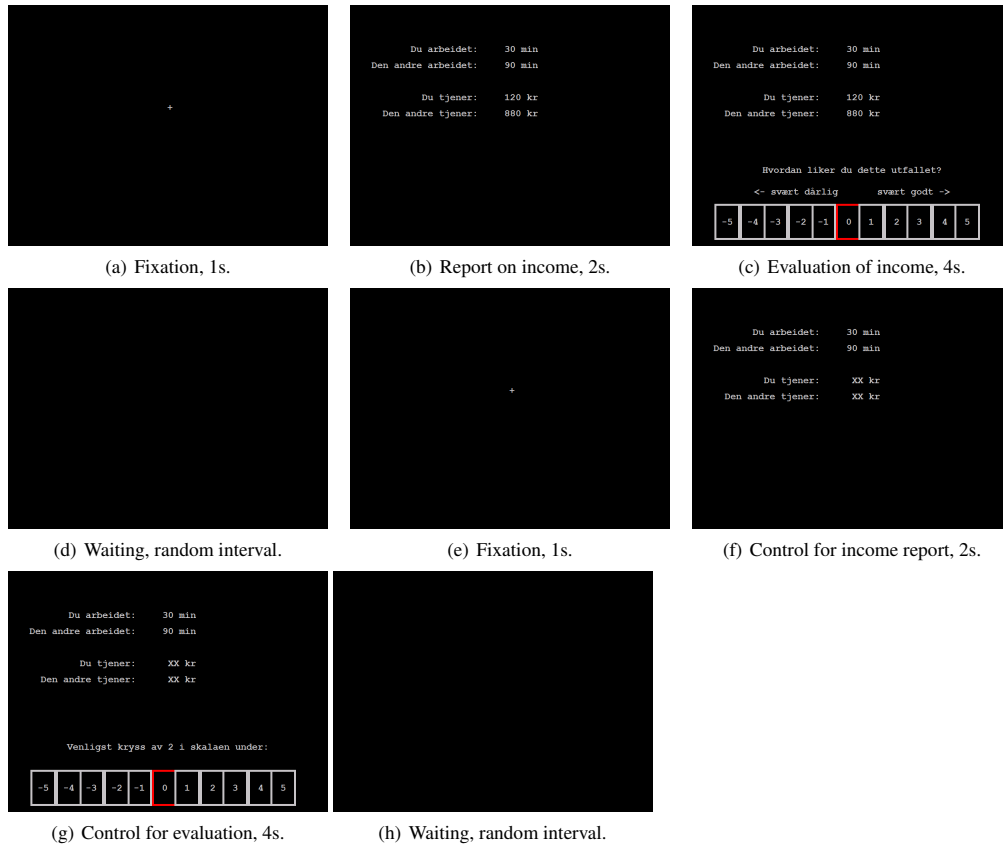 +
Du arbeidet: 30 min
Den andre arbeidet: 90 min
Du tjener: 120 kr
Den andre tjener: 880 kr
Du arbeidet: 30 min
Den andre arbeidet: 90 min
Du tjener: 120 kr
Den andre tjener: 880 kr
Hvordan liker du dette utfallet?
<- svært dårlig svært godt ->
-5 -4 -3 -2 -1 0 1 2 3 4 5
(a) Fixation, 1s.
(b) Report on income, 2s.
(c) Evaluation of income, 4s.
+
Du arbeidet: 30 min
Den andre arbeidet: 90 min
Du tjener: XX kr
Den andre tjener: XX kr
(d) Waiting, random interval.
(e) Fixation, 1s.
(f) Control for income report, 2s.
Du arbeidet: 30 min
Den andre arbeidet: 90 min
Du tjener: XX kr
Den andre tjener: XX kr
Venligst kryss av 2 i skalaen under:
-5 -4 -3 -2 -1 0 1 2 3 4 5
(g) Control for evaluation, 4s.
(h) Waiting, random interval.